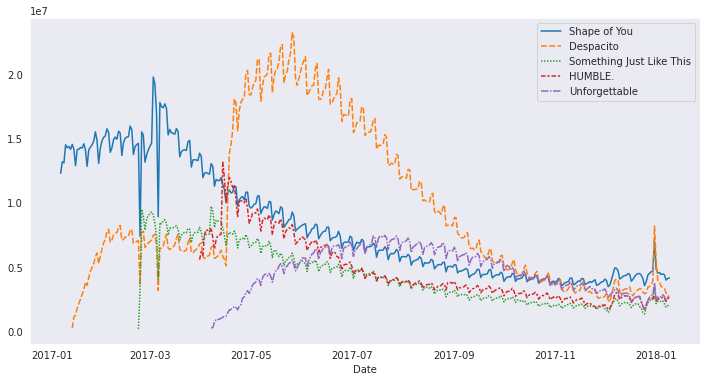 1e7
2.0
1.5
1.0
0.5
0.0
2017-01 2017-03 2017-05 2017-07 2017-09 2017-11 2018-01
Date
Shape of You
Despacito
Something Just Like This
HUMBLE.
Unforgettable